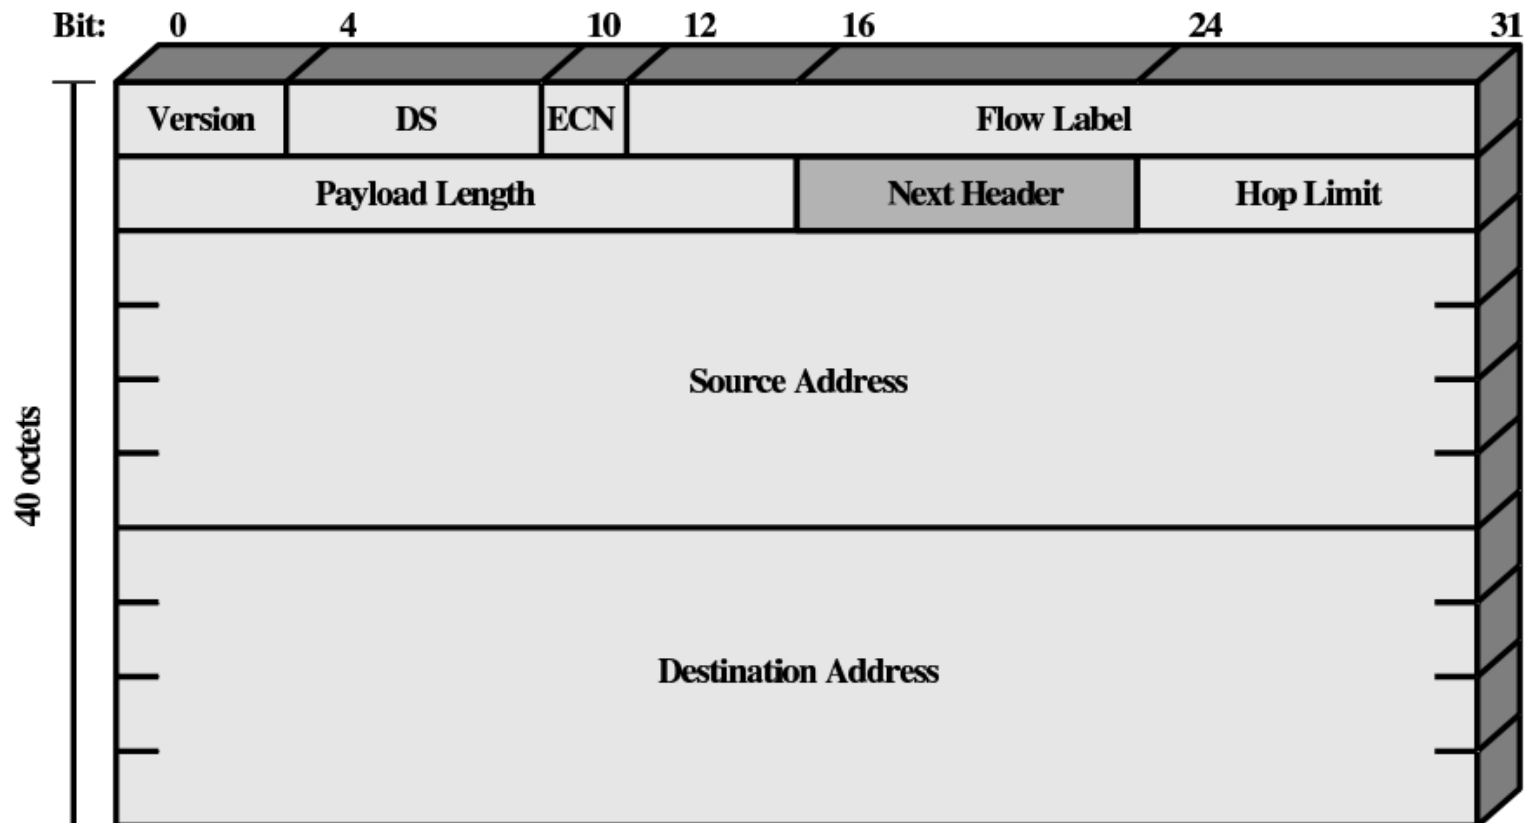 Bit: 0 4 10 12 16 24 31
Version DS ECN Flow Label
Payload Length Next Header Hop Limit
Source Address
40 octets
Destination Address